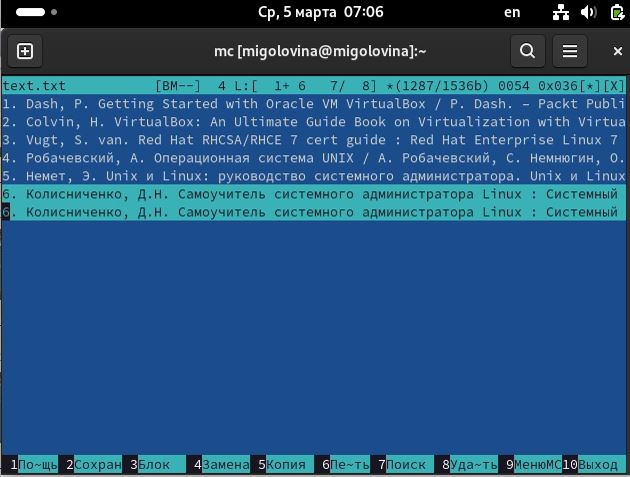 Ср, 5 марта 07:06
en
mc [migolovina@migolovina]:~
text.txt [BM--] 4 L:[ 1+ 6 7/ 8] *(1287/1536b) 0054 0x036[*][X]
1. Dash, P. Getting Started with Oracle VM VirtualBox / P. Dash. – Packt Publi
2. Colvin, H. VirtualBox: An Ultimate Guide Book on Virtualization with Virtua
3. Vugt, S. van. Red Hat RHCSA/RHCE 7 cert guide : Red Hat Enterprise Linux 7
4. Робачевский, А. Операционная система UNIX / А. Робачевский, С. Немнюгин, О.
5. Немет, Э. Unix и Linux: руководство системного администратора. Unix и Linux
6. Колисниченко, Д.Н. Самоучитель системного администратора Linux : Системный
6. Колисниченко, Д.Н. Самоучитель системного администратора Linux : Системный
1По~щь 2Сохран 3Блок 4Замена 5Копия 6Пе~ть 7Поиск 8Уда~ть 9МенюМС 10Выход